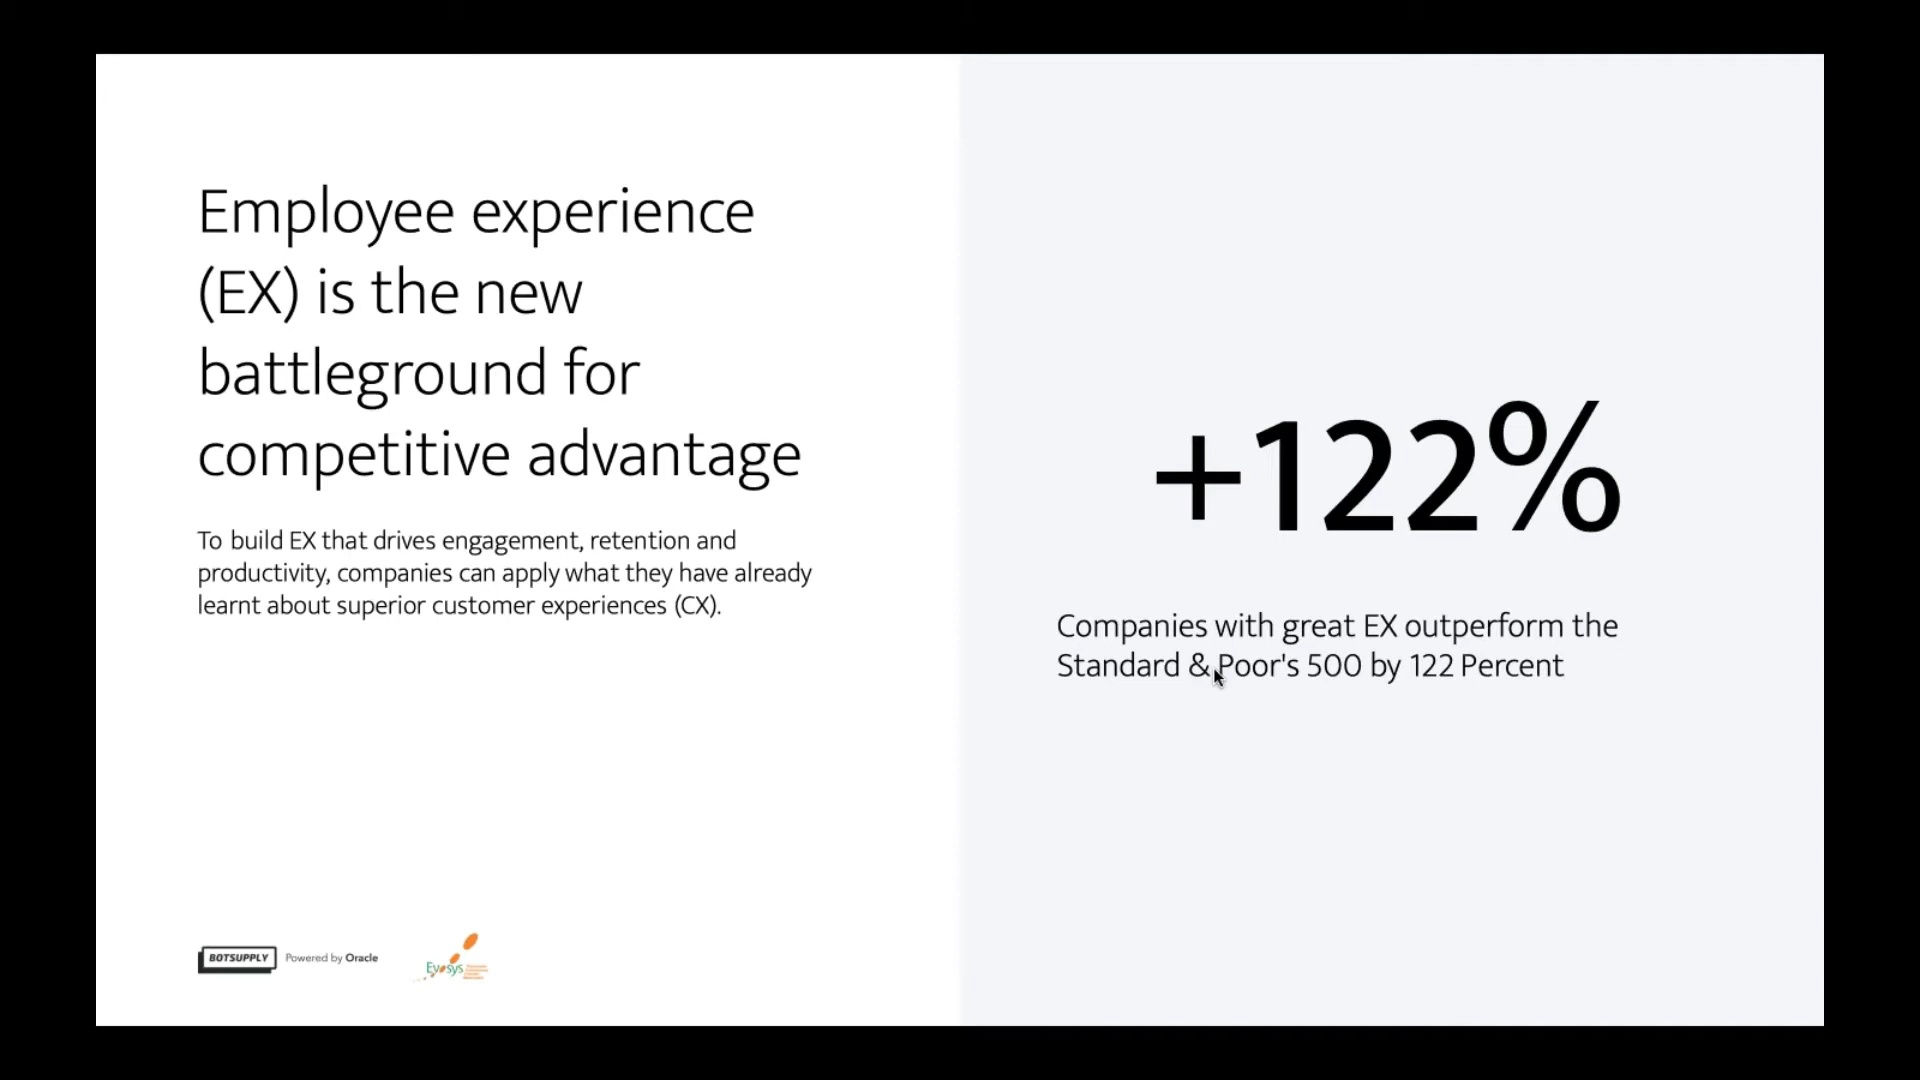 Employee experience
(EX) is the new
battleground for
competitive advantage
To build EX that drives engagement, retention and
productivity, companies can apply what they have already
learnt about superior customer experiences (CX).
+122%
Companies with great EX outperform the
Standard & Poor's 500 by 122 Percent
BOTSUPPLY Powered by Oracle
Evosys